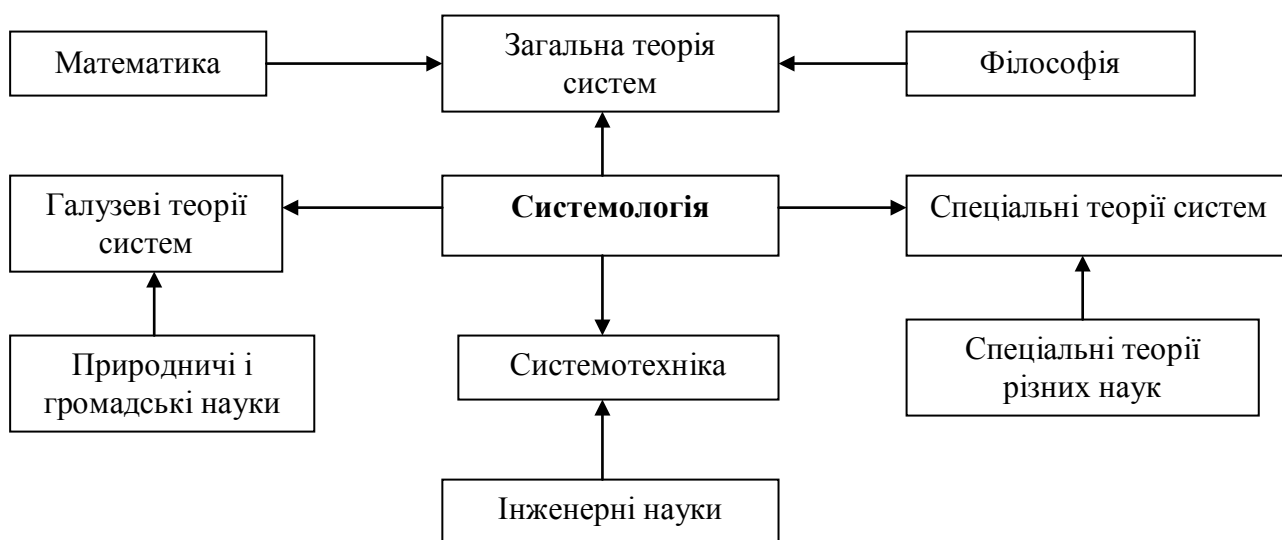 Математика
Загальна теорія
систем
Філософія
Галузеві теорії
систем
Системологія
Спеціальні теорії систем
Природничі і
громадські науки
Системотехніка
Спеціальні теорії
різних наук
Інженерні науки